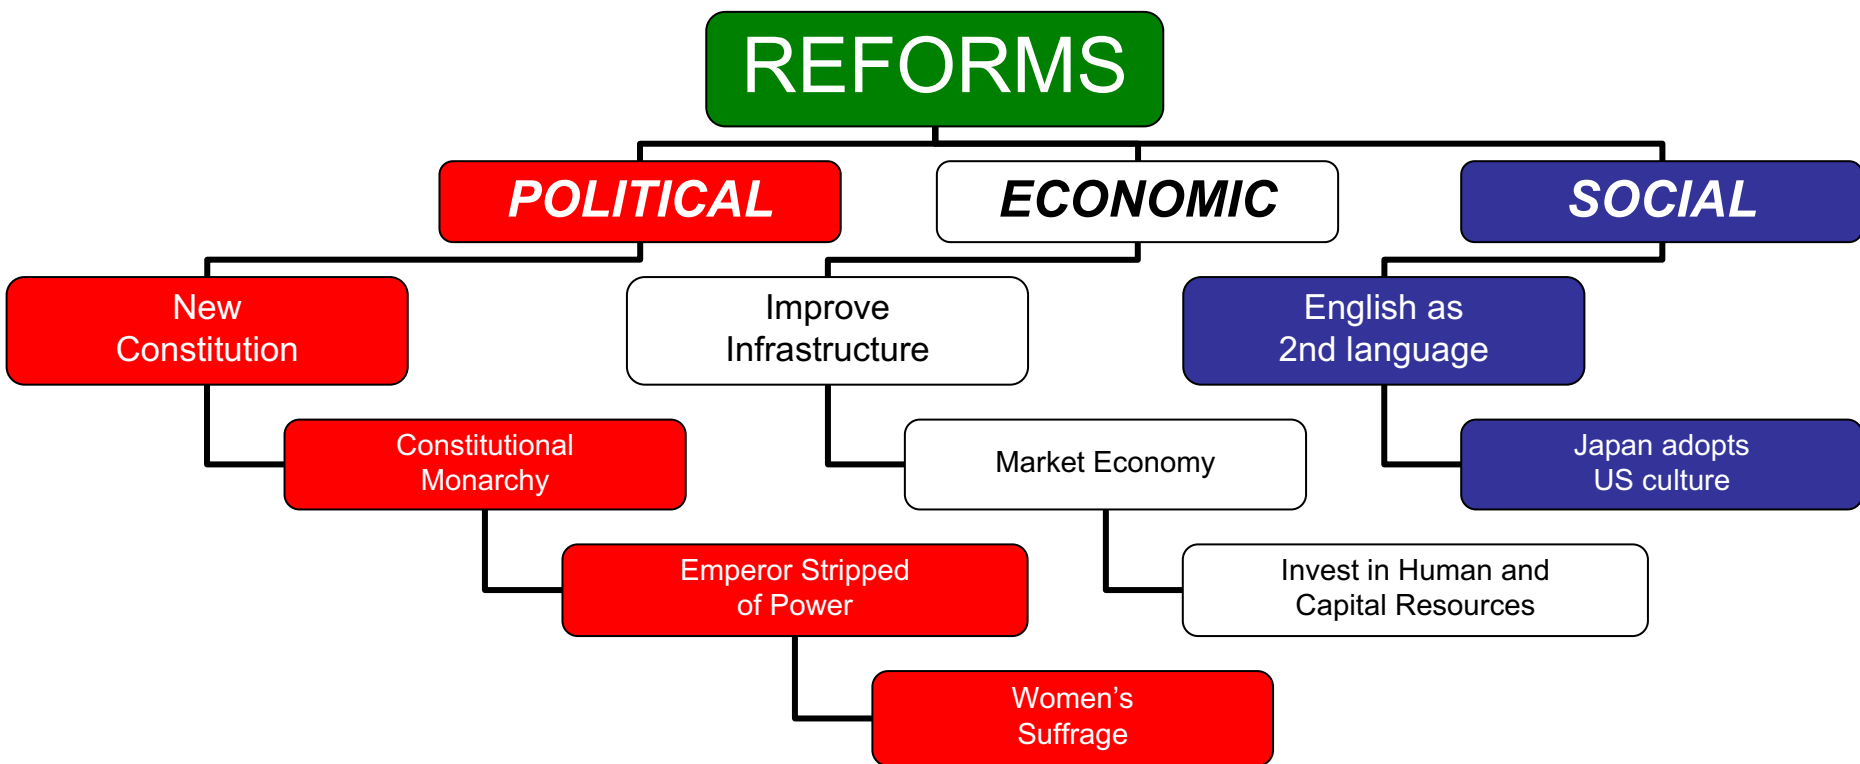 REFORMS
POLITICAL
ECONOMIC
SOCIAL
New
Constitution
Improve
Infrastructure
English as
2nd language
Constitutional
Monarchy
Market Economy
Japan adopts
US culture
Emperor Stripped
of Power
Invest in Human and
Capital Resources
Women’s
Suffrage